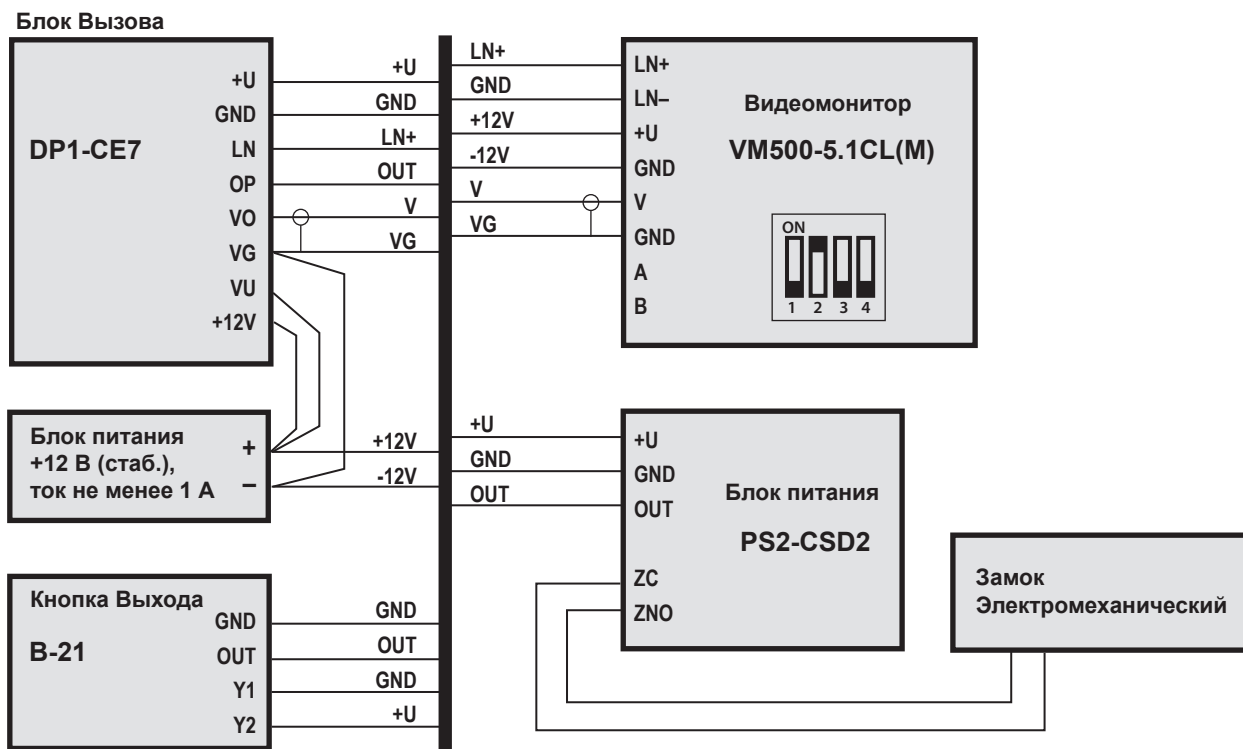 Блок Вызова
DP1-CE7
+U
GND
LN
OP
VO
VG
VU
+12V
+U
GND
LN+
OUT
V
VG
LN+
GND
+12V
-12V
V
VG
LN+
LN–
+U
GND
V
GND
A
B
Видеомонитор
VM500-5.1CL(M)
ON
1 2 3 4
Блок питания
+12 В (стаб.),
ток не менее 1 А
+
–
+12V
-12V
+U
GND
OUT
+U
GND
OUT
ZC
ZNO
Блок питания
PS2-CSD2
Замок
Электромеханический
Кнопка Выхода
B-21
GND
OUT
Y1
Y2
GND
OUT
GND
+U